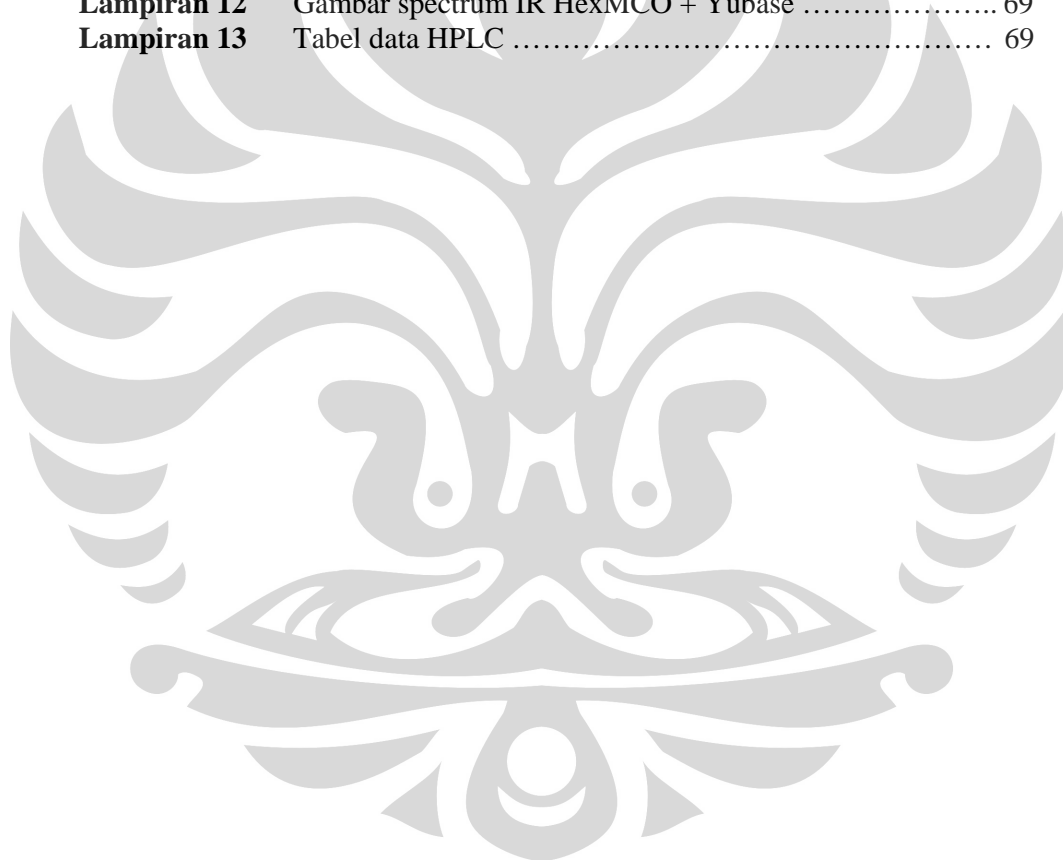 Lampiran 12 Gambar spectrum IR HexMCO + Yubase ……………….. 69
Lampiran 13 Tabel data HPLC ………………………………………… 69